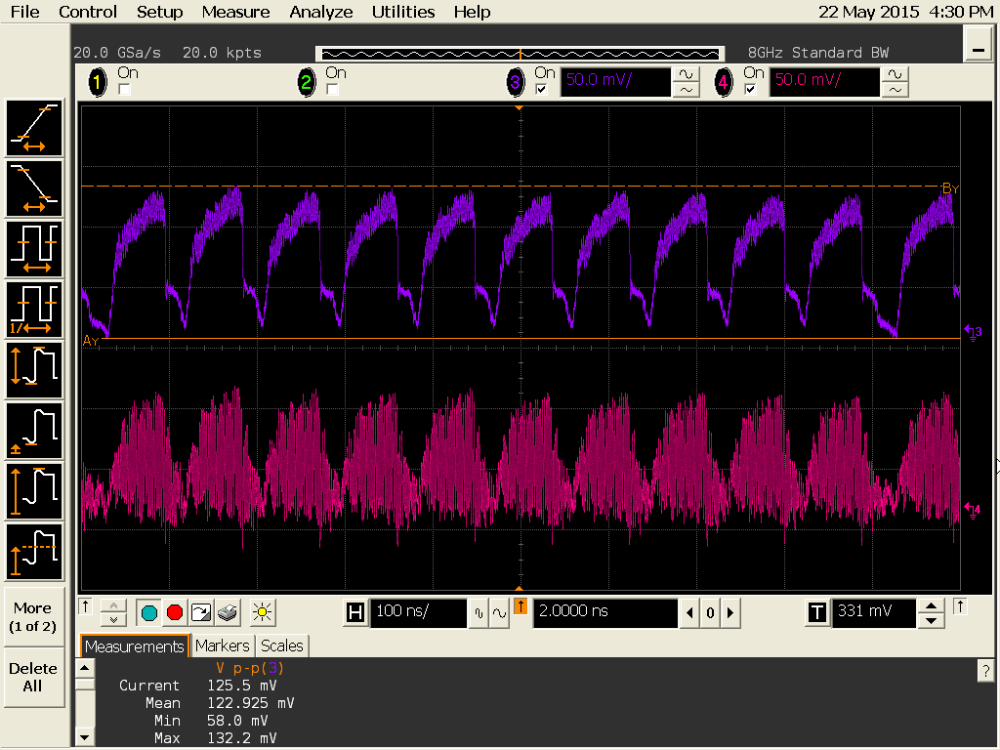 File Control Setup Measure Analyze Utilities Help 22 May 2015 4:30 PM
20.0 GSa/s 20.0 kpts 8GHz Standard BW
1 On 2 On 3 On 50.0 mV/ 4 On 50.0 mV/
By
3
Ay
1/
4
More
(1 of 2)
Delete
All
H 100 ns/ 2.0000 ns 0 T 331 mV
Measurements Markers Scales
V p-p(3) ?
Current 125.5 mV
Mean 122.925 mV
Min 58.0 mV
Max 132.2 mV